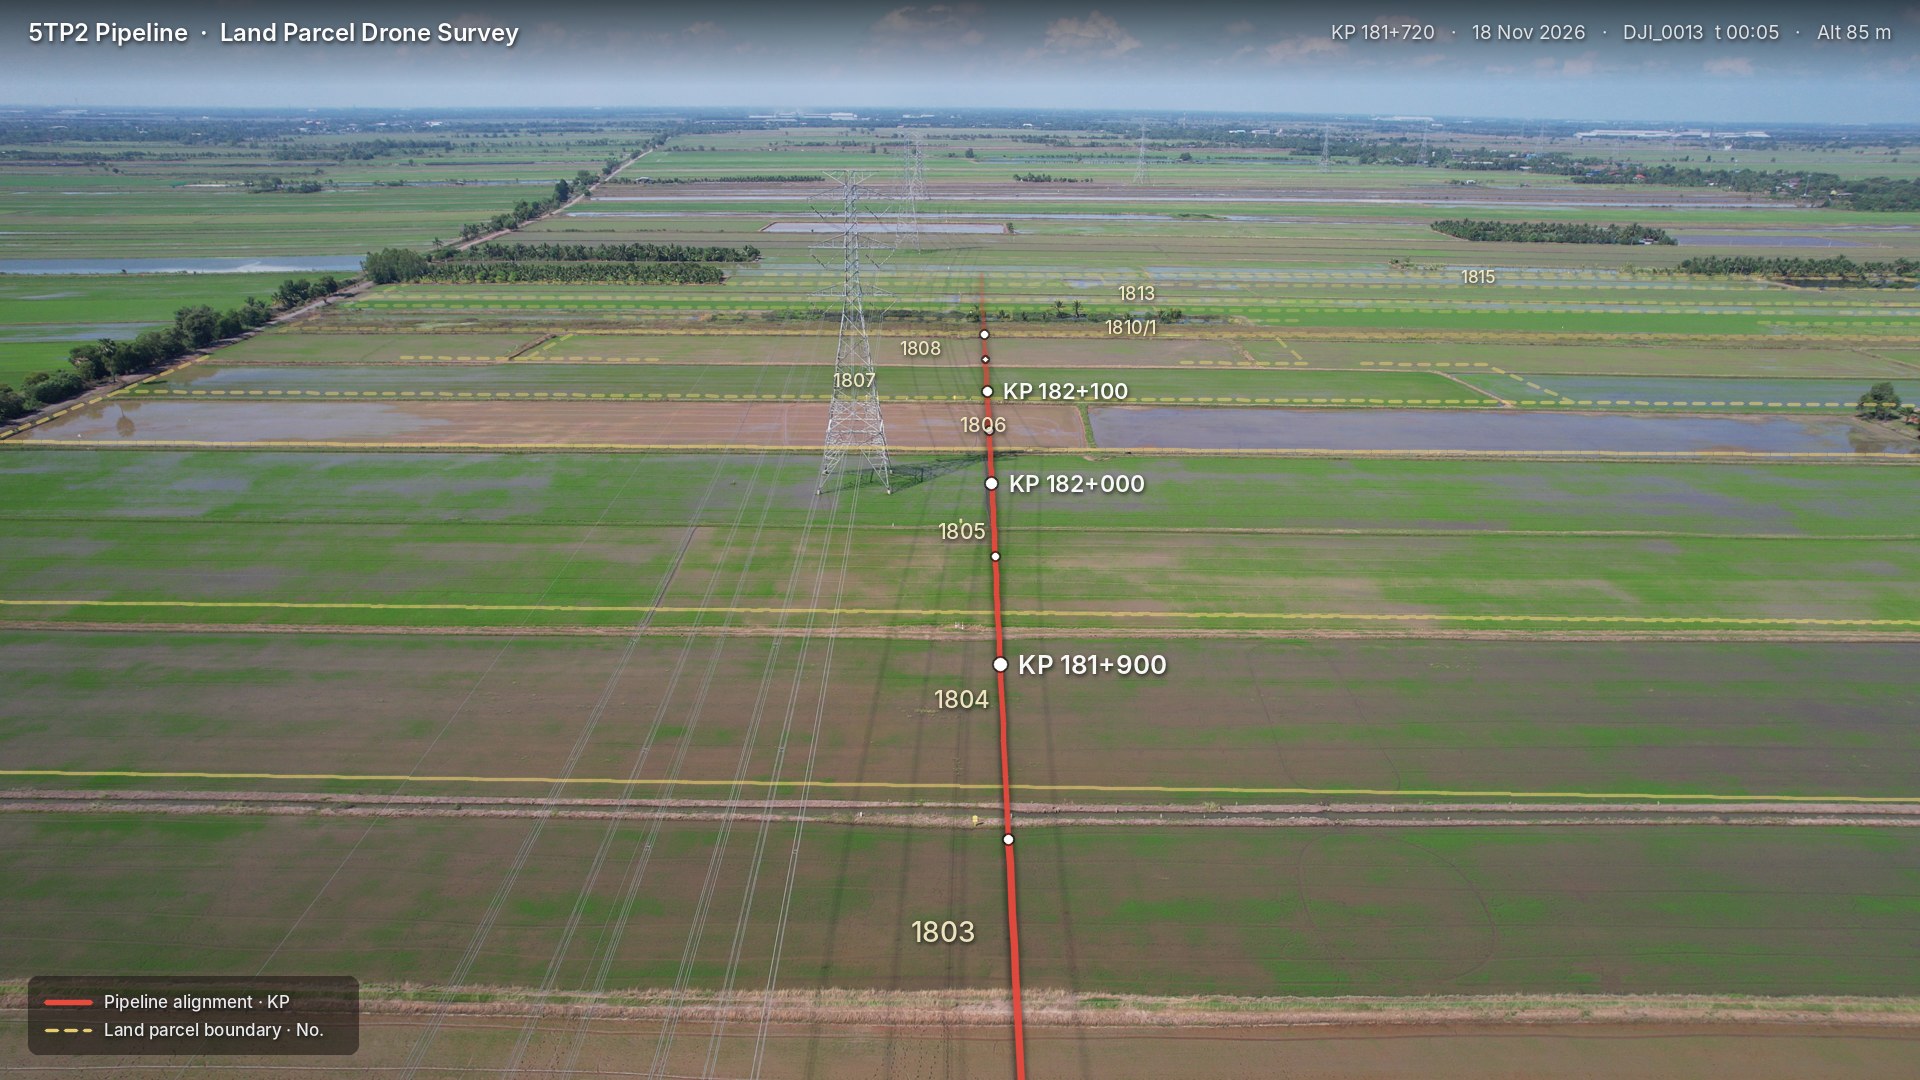 5TP2 Pipeline · Land Parcel Drone Survey
KP 181+720 · 18 Nov 2026 · DJI_0013 t 00:05 · Alt 85 m
1815
1813
1810/1
1808
1807
KP 182+100
1806
KP 182+000
1805
KP 181+900
1804
1803
Pipeline alignment · KP
Land parcel boundary · No.